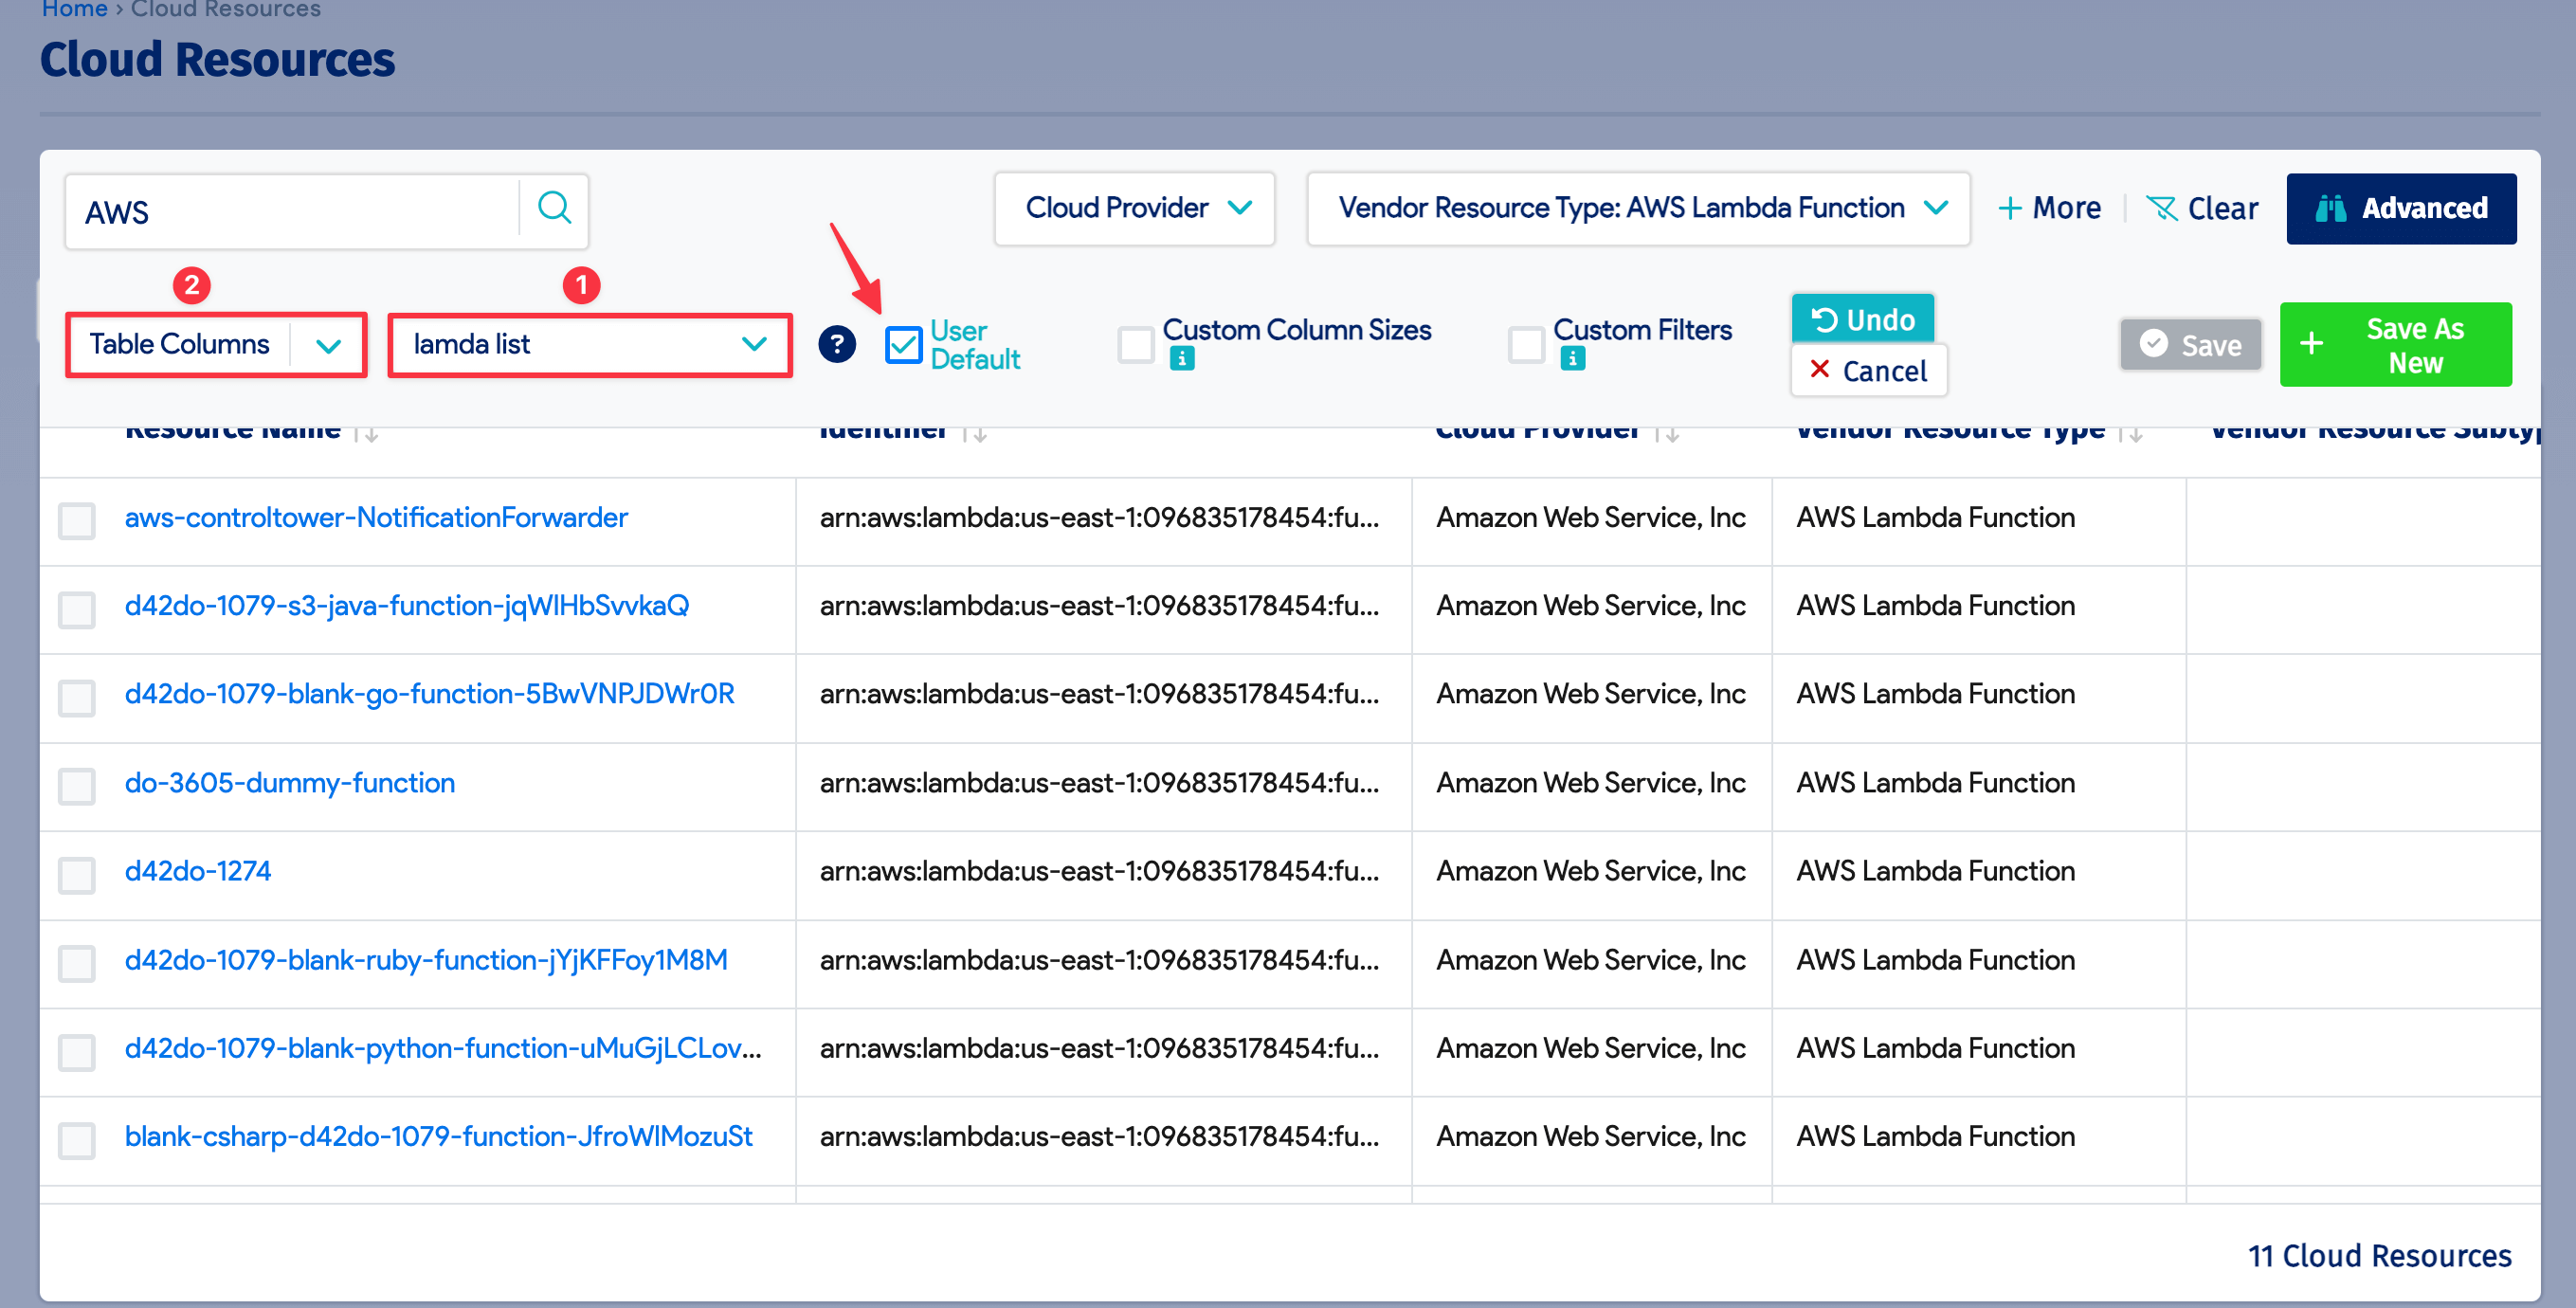 Home › Cloud Resources
Cloud Resources
AWS
Cloud Provider
Vendor Resource Type: AWS Lambda Function
+ More
Clear
Advanced
2
1
Table Columns
lamda list
?
User
Default
Custom Column Sizes
i
Custom Filters
i
Undo
Cancel
Save
+ Save As
New
Resource Name
Identifier
Cloud Provider
Vendor Resource Type
Vendor Resource Subtyp
aws-controltower-NotificationForwarder
arn:aws:lambda:us-east-1:096835178454:fu...
Amazon Web Service, Inc
AWS Lambda Function
d42do-1079-s3-java-function-jqWlHbSvvkaQ
arn:aws:lambda:us-east-1:096835178454:fu...
Amazon Web Service, Inc
AWS Lambda Function
d42do-1079-blank-go-function-5BwVNPJDWr0R
arn:aws:lambda:us-east-1:096835178454:fu...
Amazon Web Service, Inc
AWS Lambda Function
do-3605-dummy-function
arn:aws:lambda:us-east-1:096835178454:fu...
Amazon Web Service, Inc
AWS Lambda Function
d42do-1274
arn:aws:lambda:us-east-1:096835178454:fu...
Amazon Web Service, Inc
AWS Lambda Function
d42do-1079-blank-ruby-function-jYjKFFoy1M8M
arn:aws:lambda:us-east-1:096835178454:fu...
Amazon Web Service, Inc
AWS Lambda Function
d42do-1079-blank-python-function-uMuGjLCLov...
arn:aws:lambda:us-east-1:096835178454:fu...
Amazon Web Service, Inc
AWS Lambda Function
blank-csharp-d42do-1079-function-JfroWlMozuSt
arn:aws:lambda:us-east-1:096835178454:fu...
Amazon Web Service, Inc
AWS Lambda Function
11 Cloud Resources